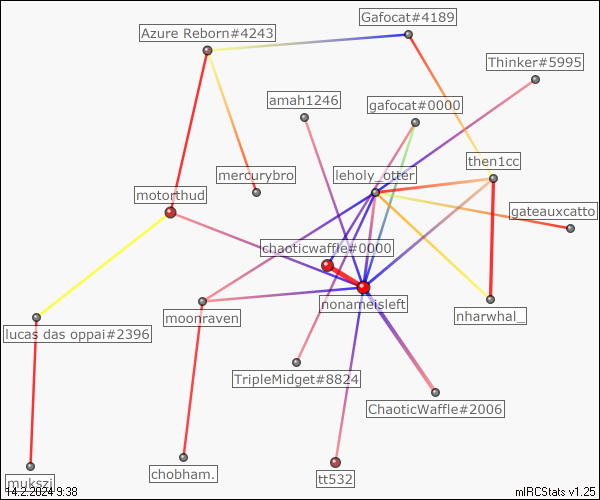 Gafocat#4189
Azure Reborn#4243
Thinker#5995
amah1246
gafocat#0000
then1cc
mercurybro
leholy_otter
motorthud
gateauxcatto
chaoticwaffle#0000
nonameisleft
moonraven
nharwhal_
lucas das oppai#2396
TripleMidget#8824
ChaoticWaffle#2006
chobham.
tt532
mukszi
14.2.2024 9:38
mIRCStats v1.25